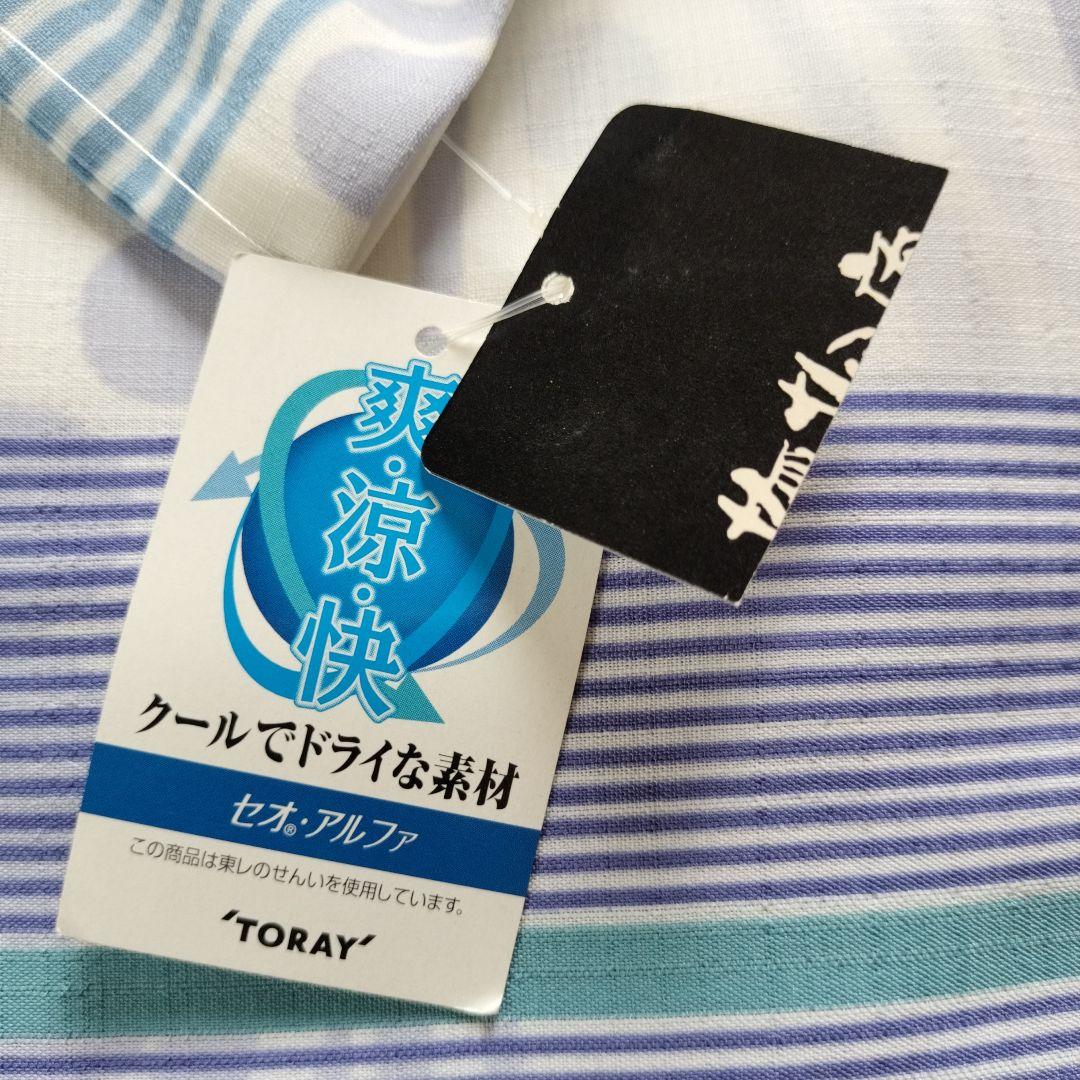 爽・涼・快
クールでドライな素材
セオ®・アルファ
この商品は東レのせんいを使用しています。
'TORAY'